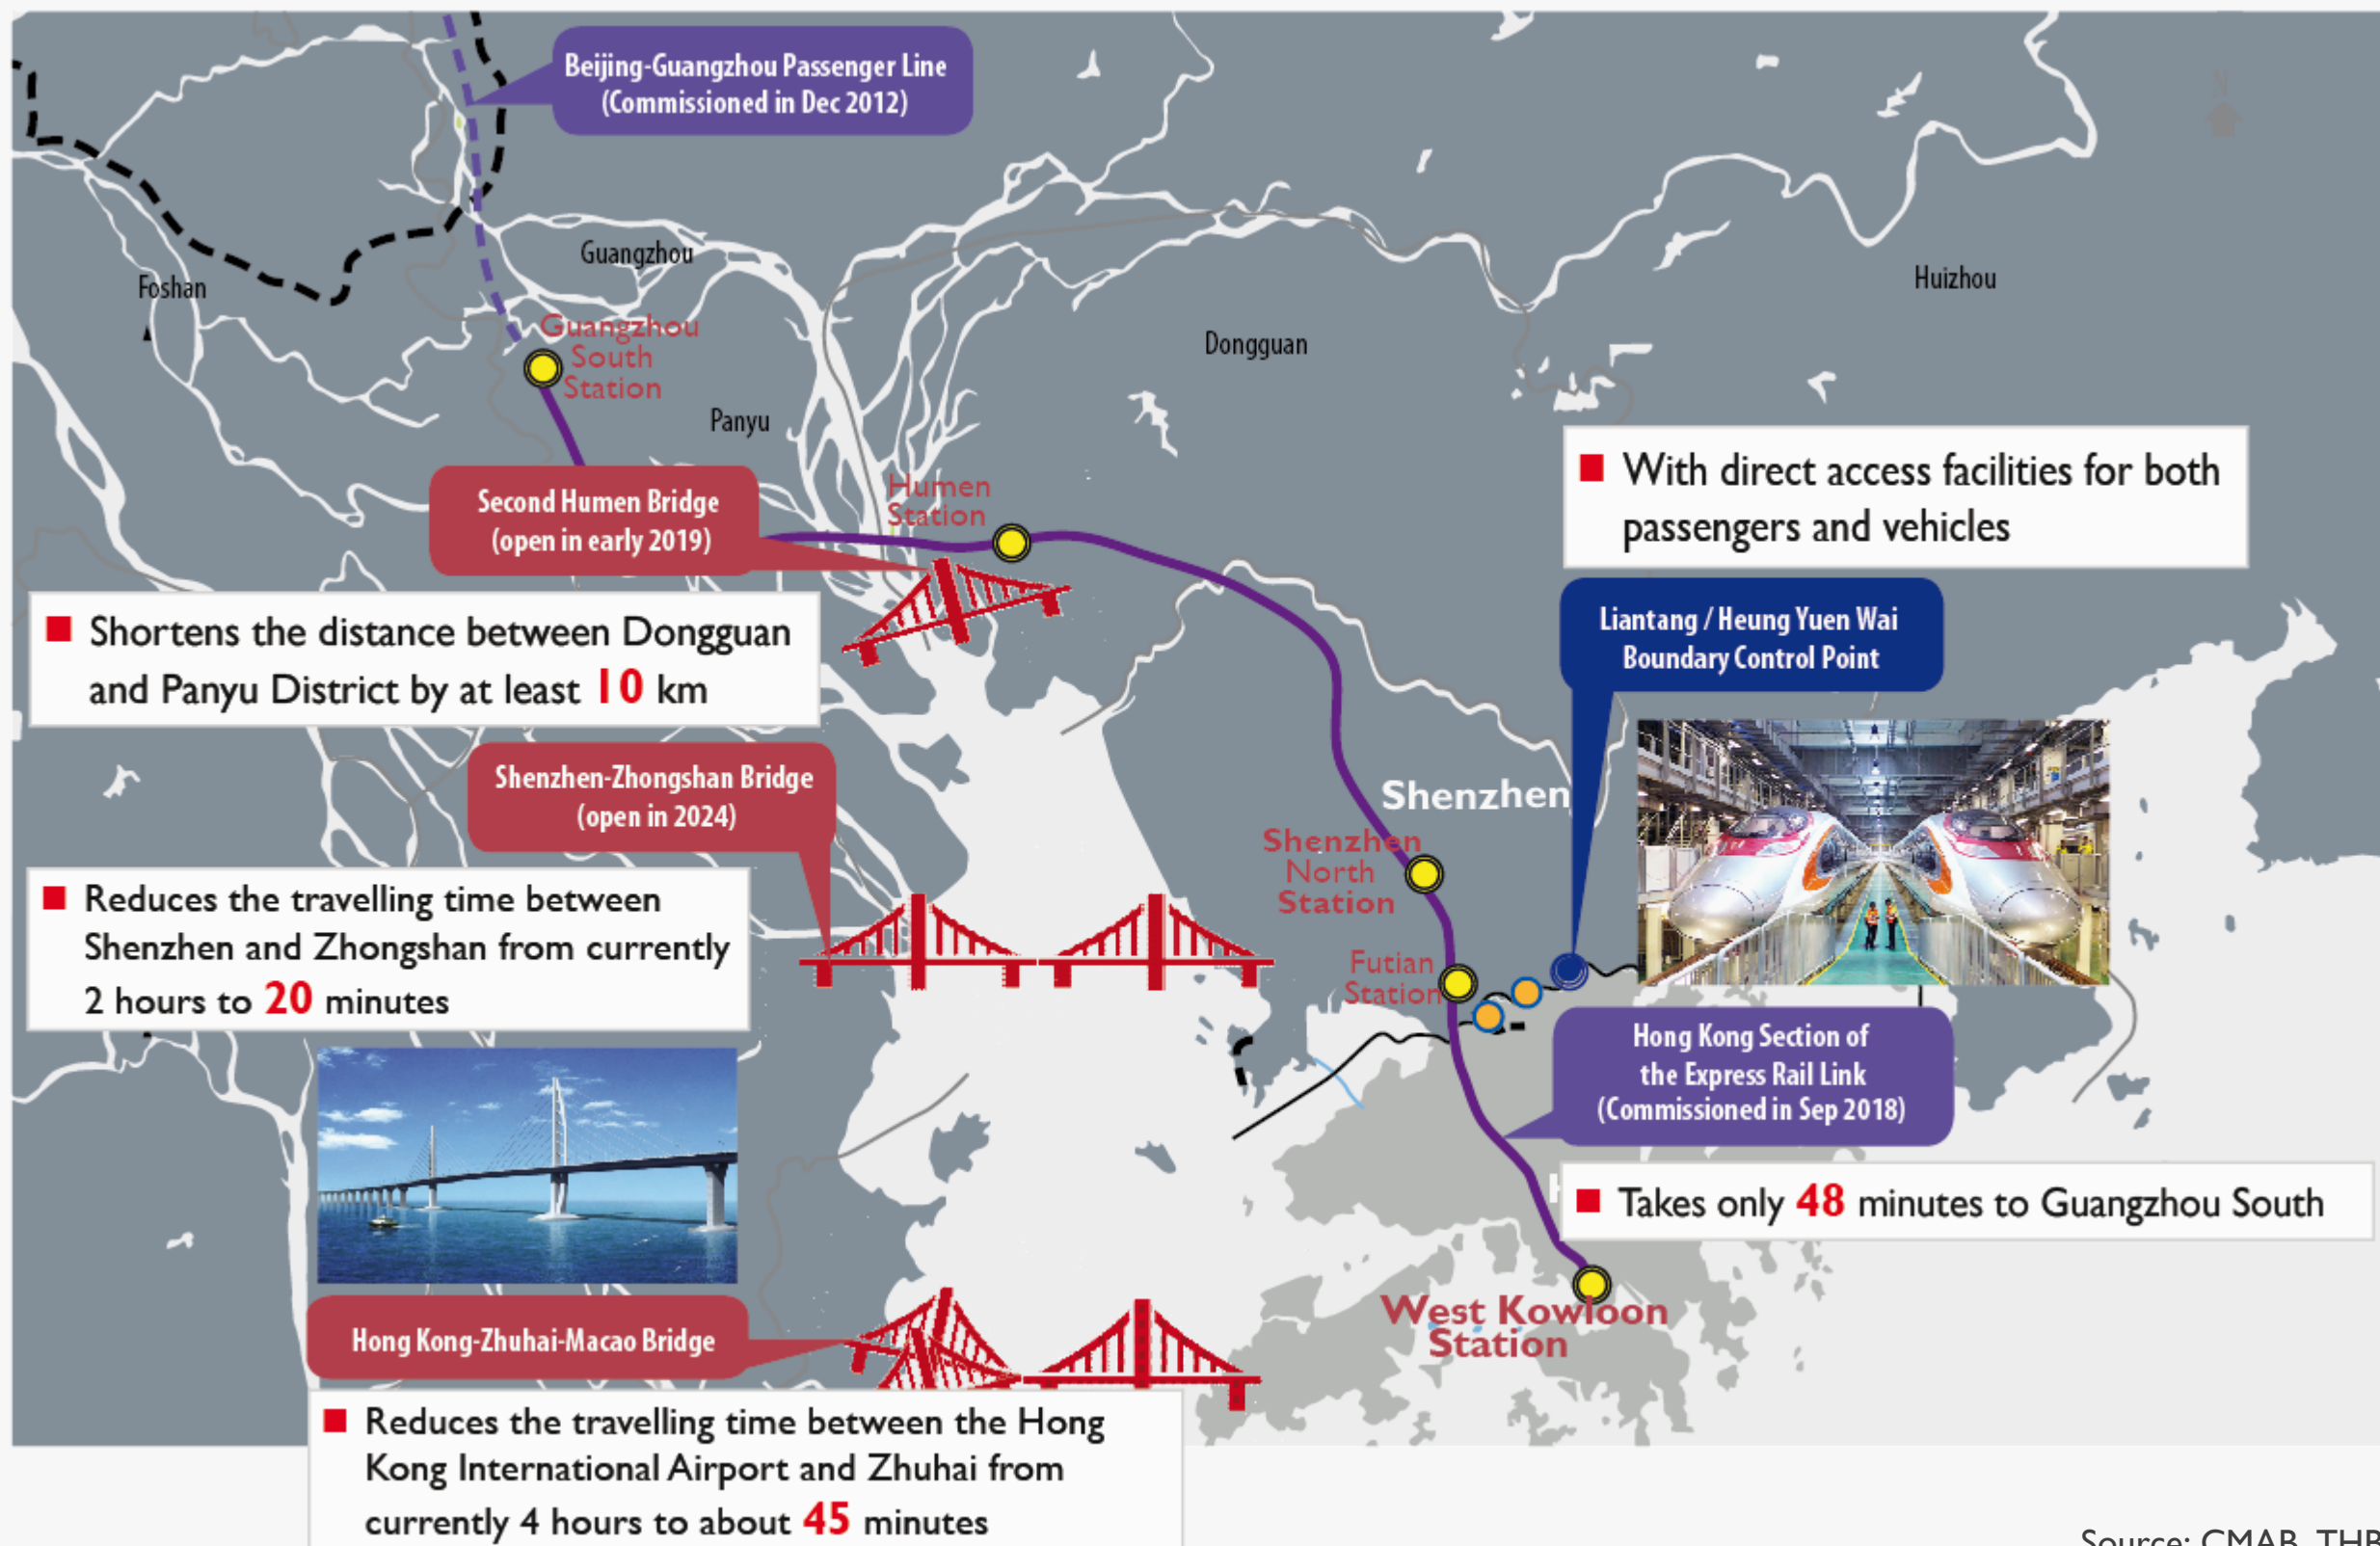 Beijing-Guangzhou Passenger Line
(Commissioned in Dec 2012)
N
Guangzhou
Foshan
Huizhou
Guangzhou
South
Station
Dongguan
Panyu
Second Humen Bridge
(open in early 2019)
Humen
Station
With direct access facilities for both
passengers and vehicles
Shortens the distance between Dongguan
and Panyu District by at least 10 km
Liantang / Heung Yuen Wai
Boundary Control Point
Shenzhen-Zhongshan Bridge
(open in 2024)
Shenzhen
Shenzhen
North
Station
Reduces the travelling time between
Shenzhen and Zhongshan from currently
2 hours to 20 minutes
Futian
Station
Hong Kong Section of
the Express Rail Link
(Commissioned in Sep 2018)
Takes only 48 minutes to Guangzhou South
West Kowloon
Station
Hong Kong-Zhuhai-Macao Bridge
Reduces the travelling time between the Hong
Kong International Airport and Zhuhai from
currently 4 hours to about 45 minutes
Source: CMAB, THB